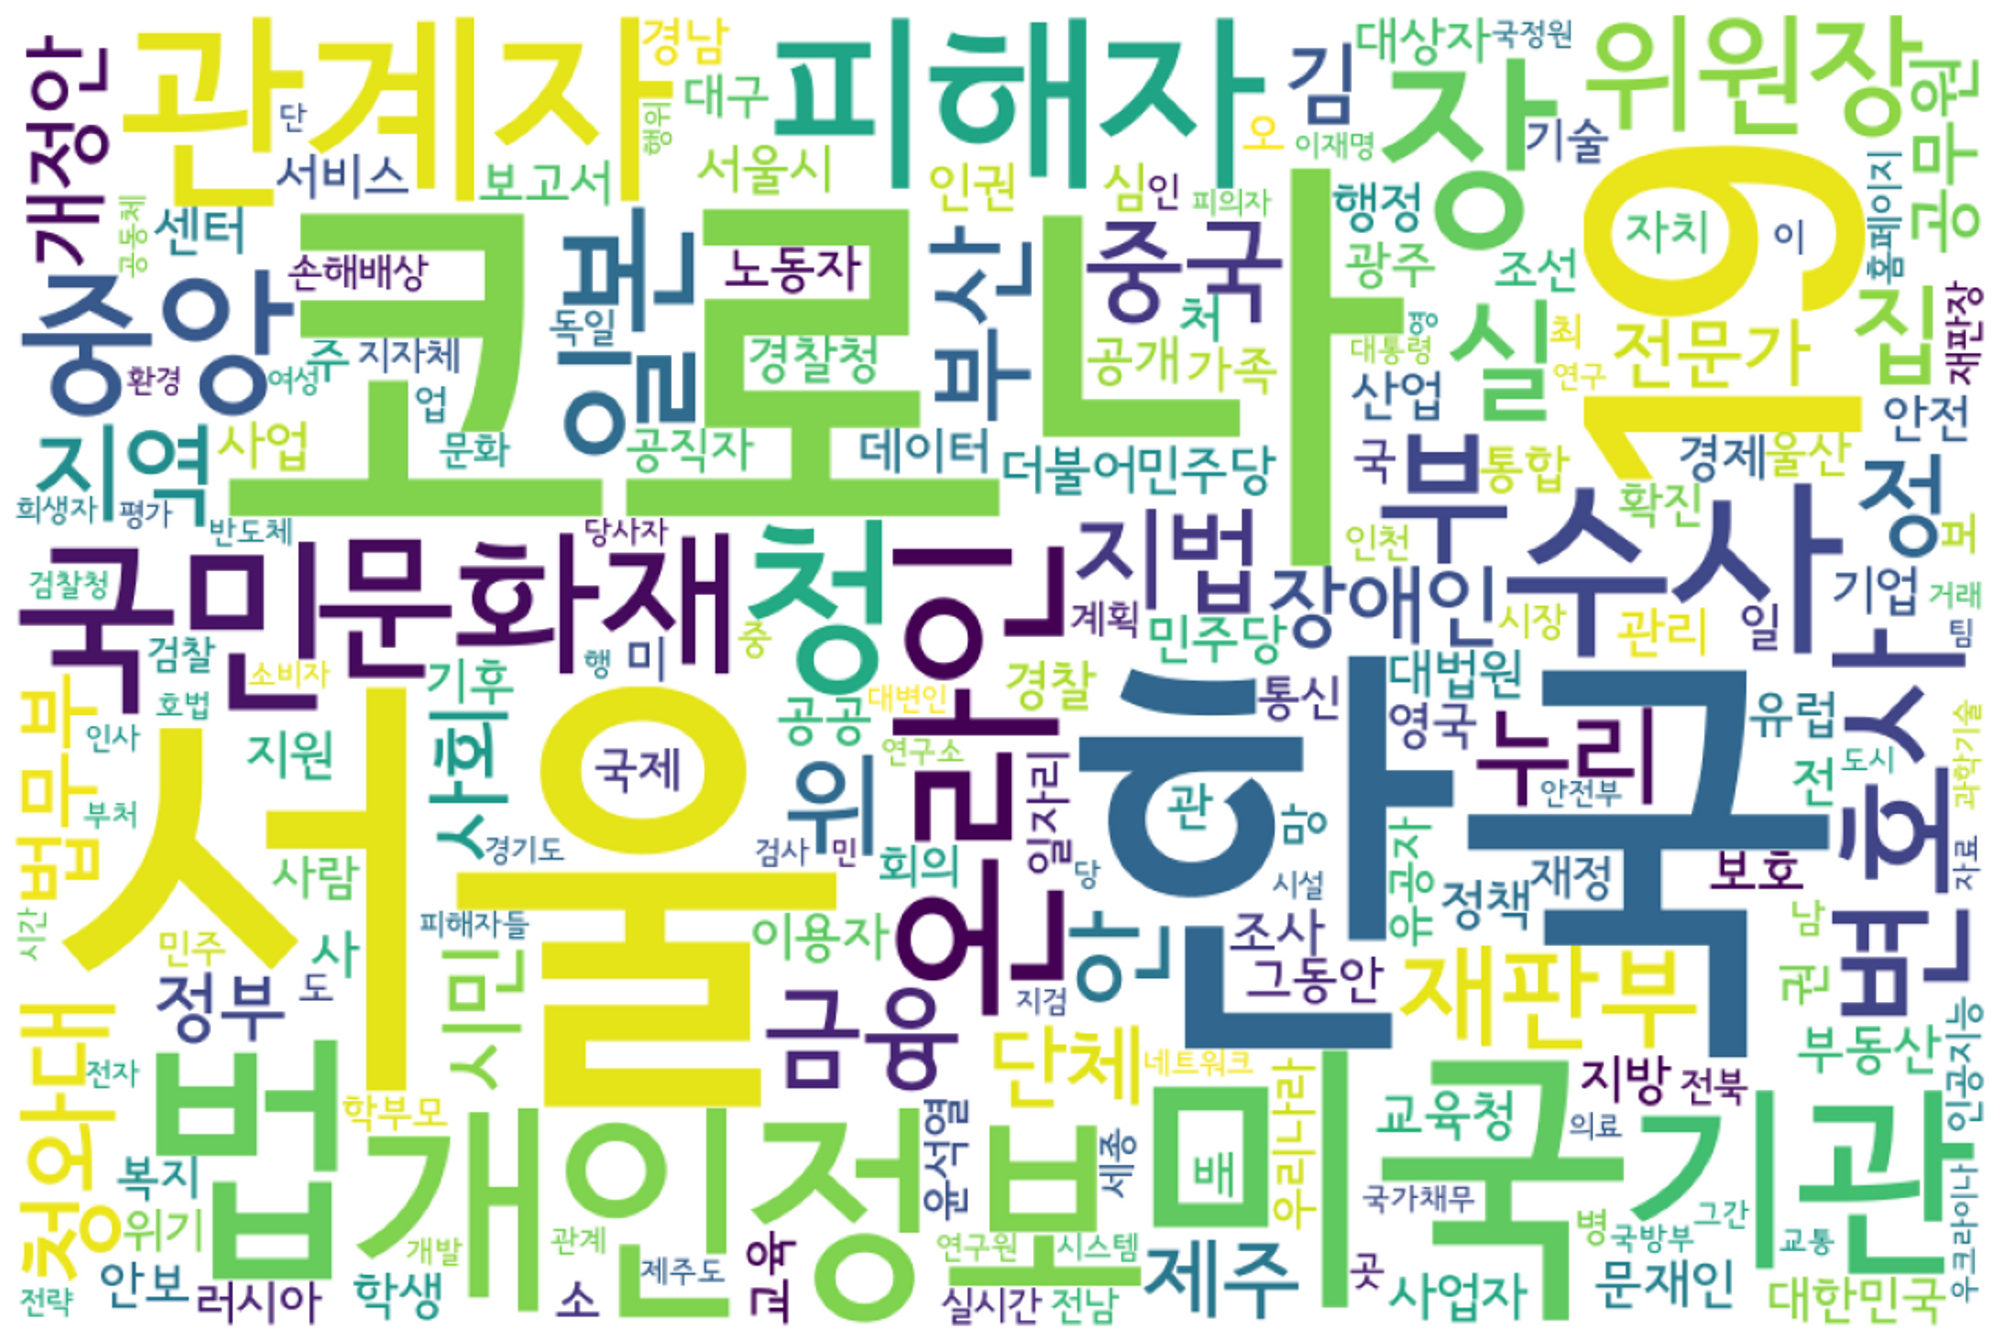 관계자
경남
피해자
김
대상자
국정원
위원장
개정안
단
행위
대구
장
공무원
서비스
보고서
서울시
인권
심
인
오
이재명
기술
피의자
행정
19
자치
이
홈페이지
공동체
센터
코로나
손해배상
일본
노동자
부산
중국
광주
조선
중앙
독일
처
실
집
재판장
주
지자체
경찰청
공개
가족
대통령
영
최
전문가
환경
여성
업
산업
연구
안전
지역
사업
문화
공직자
데이터
더불어민주당
국
부
통합
경제
울산
정
희생자
평가
반도체
당사자
확진
보
국민
문화재
청
온라인
지법
인천
수사
검찰청
장애인
기업
거래
계획
민주당
시장
관리
일
팀
검찰
소비자
기후
행
미
중
경찰
대법원
변호사
법무부
호법
사회
대변인
공공
한국
통신
영국
누리
유럽
인사
지원
서울
국제
연구소
위
일자리
전
도시
과학기술
부처
관
망
안전부
경기도
검사
민
회의
당
시설
유공자
재정
보호
자료
사람
정책
시간
민주
사
피해자들
이용자
안
조사
남
정부
도
시민
지검
그동안
재판부
권
청와대
금융
단체
네트워크
부동산
인공지능
전자
법
학부모
개인정보
윤석열
세종
미국
배
우리나라
교육청
지방
전북
의료
기관
복지
국가채무
위기
개발
관계
연구원
시스템
병
국방부
그간
교통
우크라이나
안보
교육
제주도
제주
곳
문재인
전략
러시아
학생
소
실시간
전남
사업자
대한민국